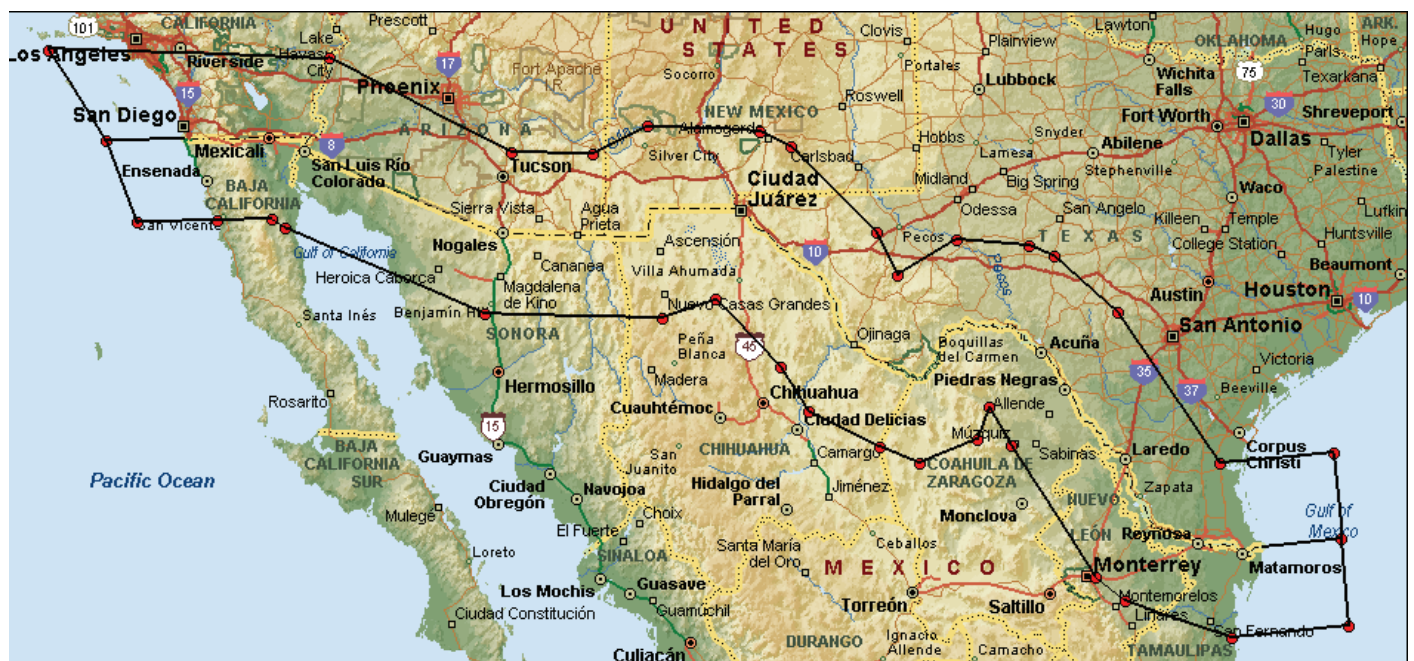 CALIFORNIA
101
Lake
Havasu
City
Prescott
UNITED
STATES
Clovis
Portales
Plainview
Lawton
OKLAHOMA
Hugo
Paris
ARK.
Hope
Los Angeles
Riverside
17
Phoenix
Fort Apache
I.R.
Socorro
Lubbock
Wichita
Falls
75
Texarkana
15
San Diego
ARIZONA
NEW MEXICO
Roswell
Fort Worth
30
Dallas
Shreveport
Mexicali
8
San Luis Río
Colorado
Tucson
Silver City
Alamogordo
Carlsbad
Hobbs
Snyder
Lamesa
Abilene
Stephenville
Tyler
Palestine
Ensenada
BAJA
CALIFORNIA
Ciudad
Juárez
Midland
Big Spring
Odessa
Waco
San Vicente
Sierra Vista
Agua
Prieta
Nogales
Pecos
San Angelo
TEXAS
Killeen
Temple
College Station
Lufkin
Huntsville
Gulf of California
Heroica Caborca
Cananea
Magdalena
de Kino
Ascensión
Villa Ahumada
10
Pecos
Beaumont
Austin
Houston
10
Santa Inés
Benjamin Hill
SONORA
Nuevo Casas Grandes
Ojinaga
Boquillas
del Carmen
Acuña
San Antonio
Peña
Blanca
45
Madera
Hermosillo
Chihuahua
Piedras Negras
35
37
Victoria
Beeville
Rosarito
Cuauhtémoc
Ciudad Delicias
Allende
BAJA
CALIFORNIA
SUR
15
Guaymas
CHIHUAHUA
San
Juanito
Camargo
Múzquiz
Sabinas
COAHUILA DE
ZARAGOZA
Laredo
Corpus
Christi
Pacific Ocean
Ciudad
Obregón
Navojoa
Hidalgo del
Parral
Jiménez
Monclova
NUEVO
LEÓN
Zapata
Gulf of
Mexico
Mulegé
El Fuerte
Choix
Santa María
del Oro
Ceballos
Reynosa
Matamoros
Loreto
SINALOA
MEXICO
Monterrey
Los Mochis
Guasave
Guamuchil
Torreón
Saltillo
Montemorelos
Linares
San Fernando
Ciudad Constitución
Culiacán
DURANGO
Ignacio
Allende
Camacho
TAMAULIPAS